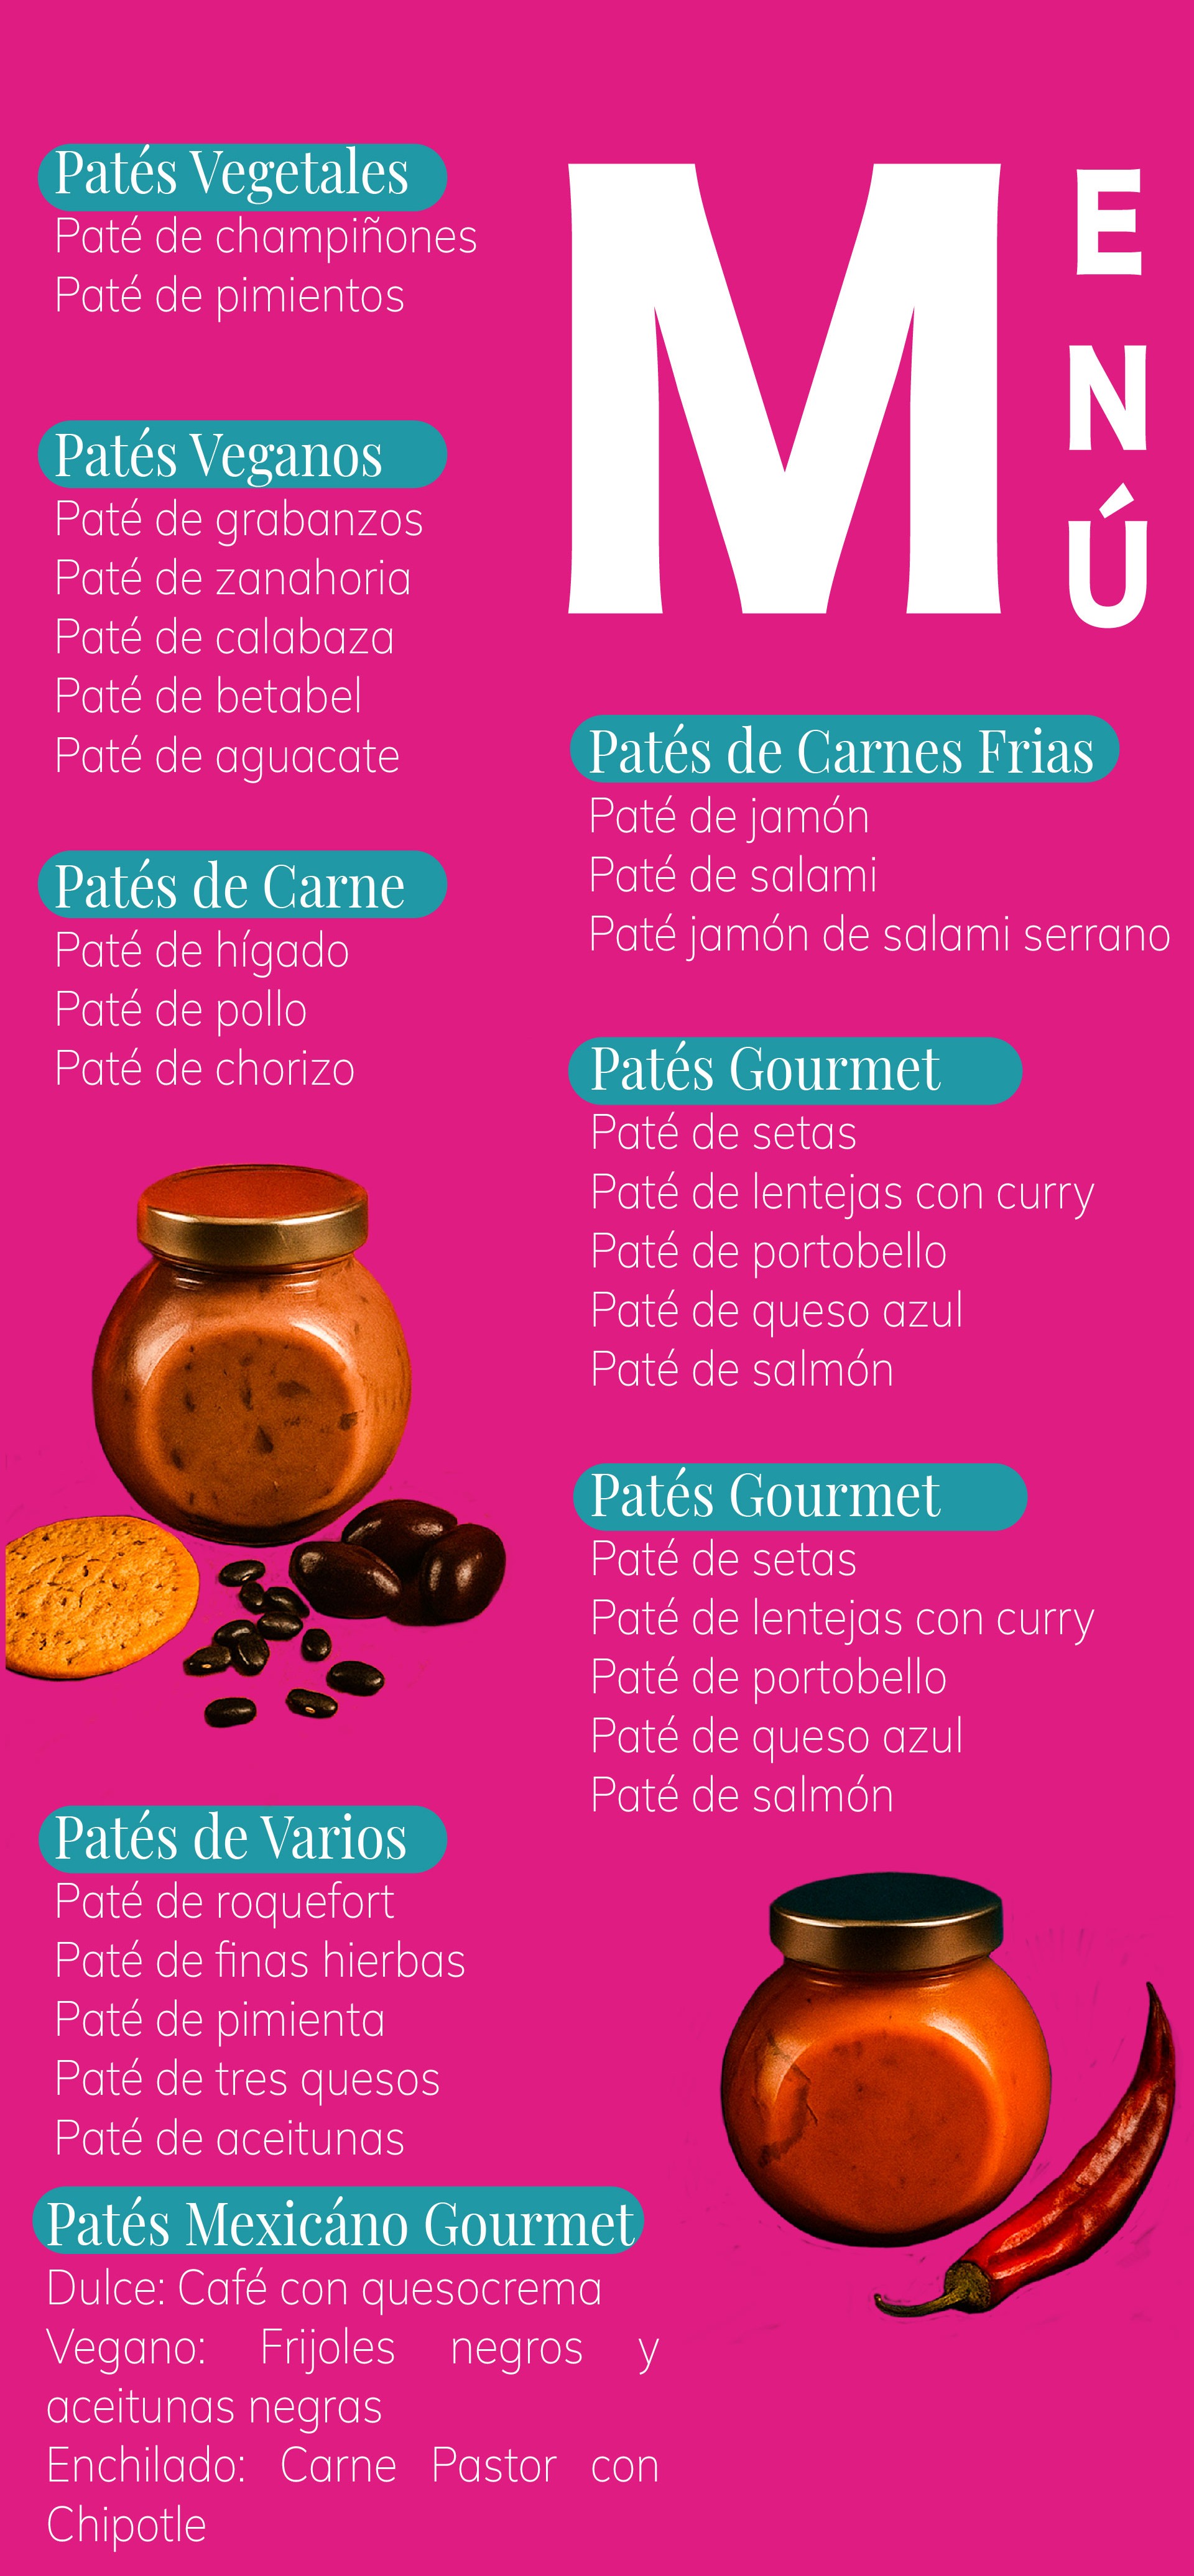 MENÚ
Patés Vegetales
Paté de champiñones
Paté de pimientos
Patés Veganos
Paté de grabanzos
Paté de zanahoria
Paté de calabaza
Paté de betabel
Paté de aguacate
Patés de Carne
Paté de hígado
Paté de pollo
Paté de chorizo
Patés de Carnes Frias
Paté de jamón
Paté de salami
Paté jamón de salami serrano
Patés Gourmet
Paté de setas
Paté de lentejas con curry
Paté de portobello
Paté de queso azul
Paté de salmón
Patés Gourmet
Paté de setas
Paté de lentejas con curry
Paté de portobello
Paté de queso azul
Paté de salmón
Patés de Varios
Paté de roquefort
Paté de finas hierbas
Paté de pimienta
Paté de tres quesos
Paté de aceitunas
Patés Mexicáno Gourmet
Dulce: Café con quesocrema
Vegano: Frijoles negros y
aceitunas negras
Enchilado: Carne Pastor con
Chipotle